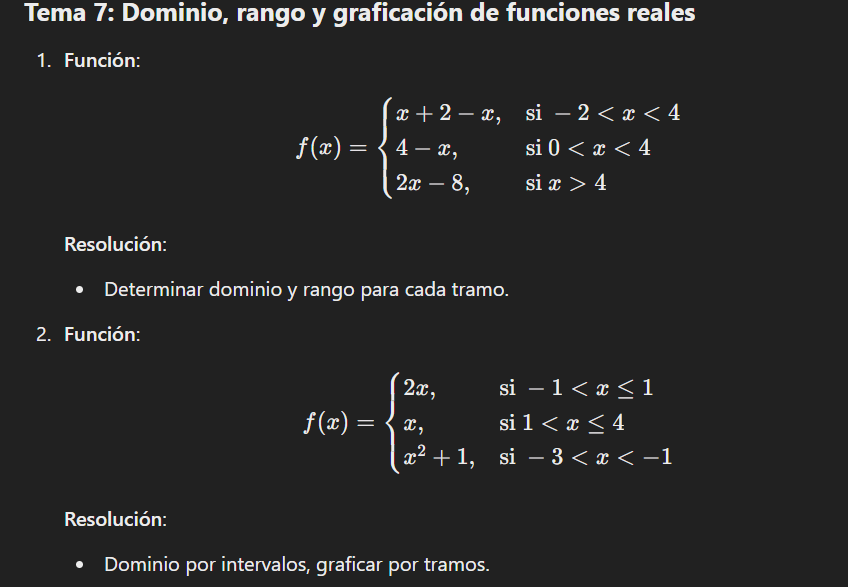 Tema 7: Dominio, rango y graficación de funciones reales
1. Función:
f(x) = { x + 2 − x, si − 2 < x < 4
4 − x, si 0 < x < 4
2x − 8, si x > 4
Resolución:
• Determinar dominio y rango para cada tramo.
2. Función:
f(x) = { 2x, si − 1 < x ≤ 1
x, si 1 < x ≤ 4
x² + 1, si − 3 < x < −1
Resolución:
• Dominio por intervalos, graficar por tramos.